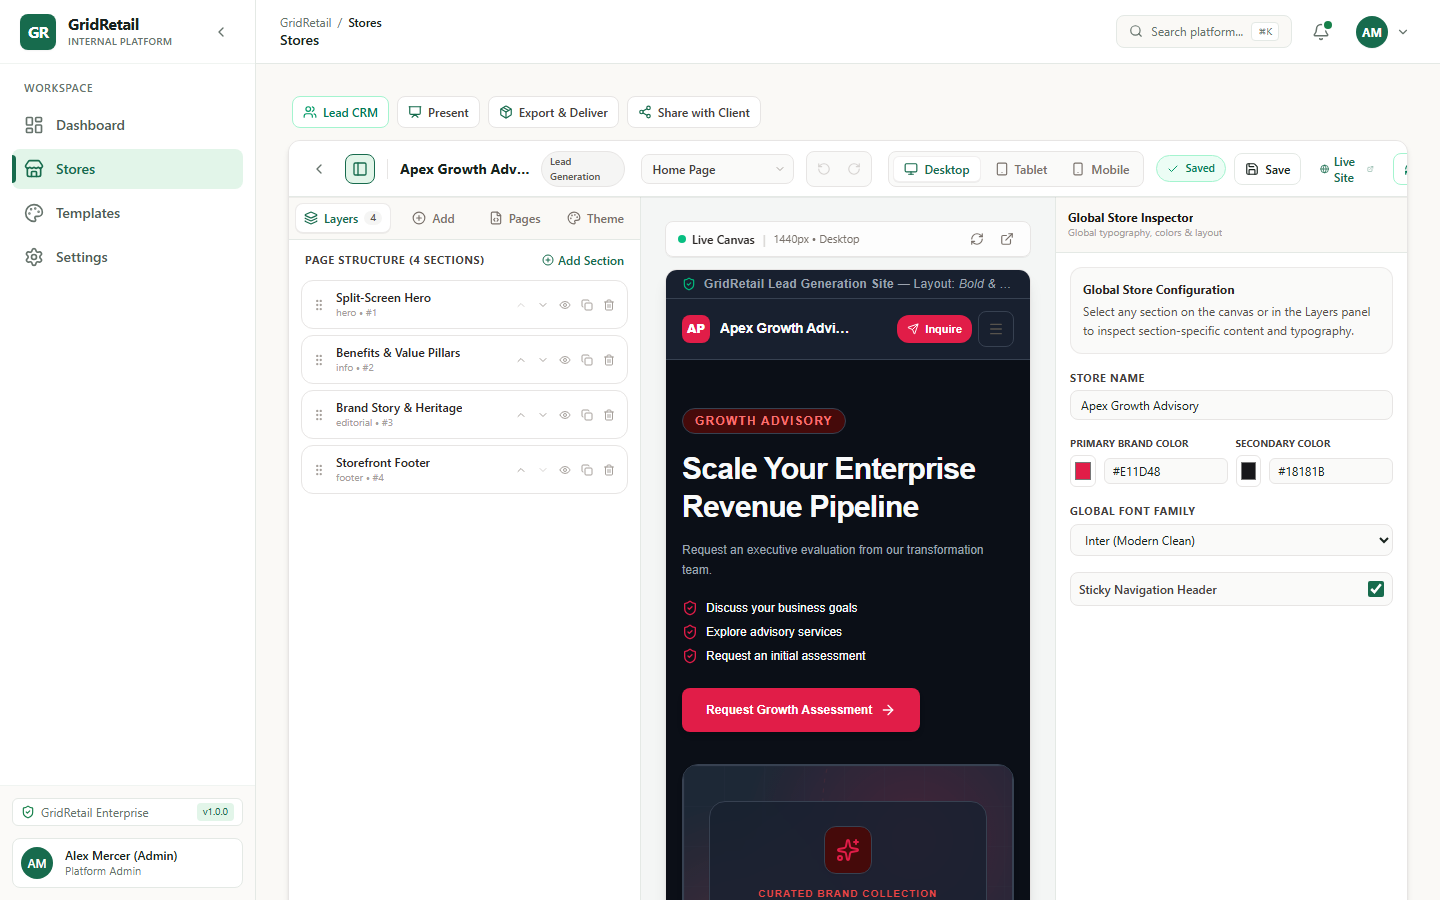 GR
GridRetail
INTERNAL PLATFORM
GridRetail / Stores
Stores
Search platform... ⌘K
AM
WORKSPACE
Dashboard
Stores
Templates
Settings
GridRetail Enterprise v1.0.0
AM
Alex Mercer (Admin)
Platform Admin
Lead CRM
Present
Export & Deliver
Share with Client
Apex Growth Adv...
Lead
Generation
Home Page
Desktop
Tablet
Mobile
Saved
Save
Live
Site
Layers 4
Add
Pages
Theme
PAGE STRUCTURE (4 SECTIONS)
Add Section
Split-Screen Hero
hero • #1
Benefits & Value Pillars
info • #2
Brand Story & Heritage
editorial • #3
Storefront Footer
footer • #4
Live Canvas | 1440px • Desktop
GridRetail Lead Generation Site — Layout: Bold & ...
AP
Apex Growth Advi...
Inquire
GROWTH ADVISORY
Scale Your Enterprise
Revenue Pipeline
Request an executive evaluation from our transformation
team.
Discuss your business goals
Explore advisory services
Request an initial assessment
Request Growth Assessment
CURATED BRAND COLLECTION
Global Store Inspector
Global typography, colors & layout
Global Store Configuration
Select any section on the canvas or in the Layers panel
to inspect section-specific content and typography.
STORE NAME
Apex Growth Advisory
PRIMARY BRAND COLOR
SECONDARY COLOR
#E11D48
#18181B
GLOBAL FONT FAMILY
Inter (Modern Clean)
Sticky Navigation Header